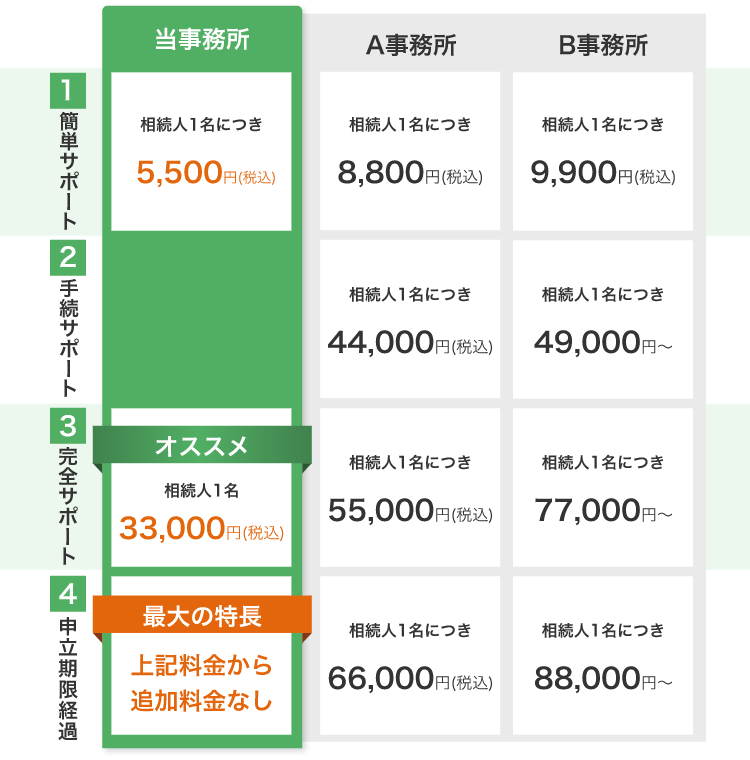 当事務所
A事務所
B事務所
1
簡単サポート
相続人1名につき
5,500円(税込)
相続人1名につき
8,800円(税込)
相続人1名につき
9,900円(税込)
2
手続サポート
相続人1名につき
44,000円(税込)
相続人1名につき
49,000円～
3
完全サポート
オススメ
相続人1名
33,000円(税込)
相続人1名につき
55,000円(税込)
相続人1名につき
77,000円～
4
申立期限経過
最大の特長
上記料金から
追加料金なし
相続人1名につき
66,000円(税込)
相続人1名につき
88,000円～